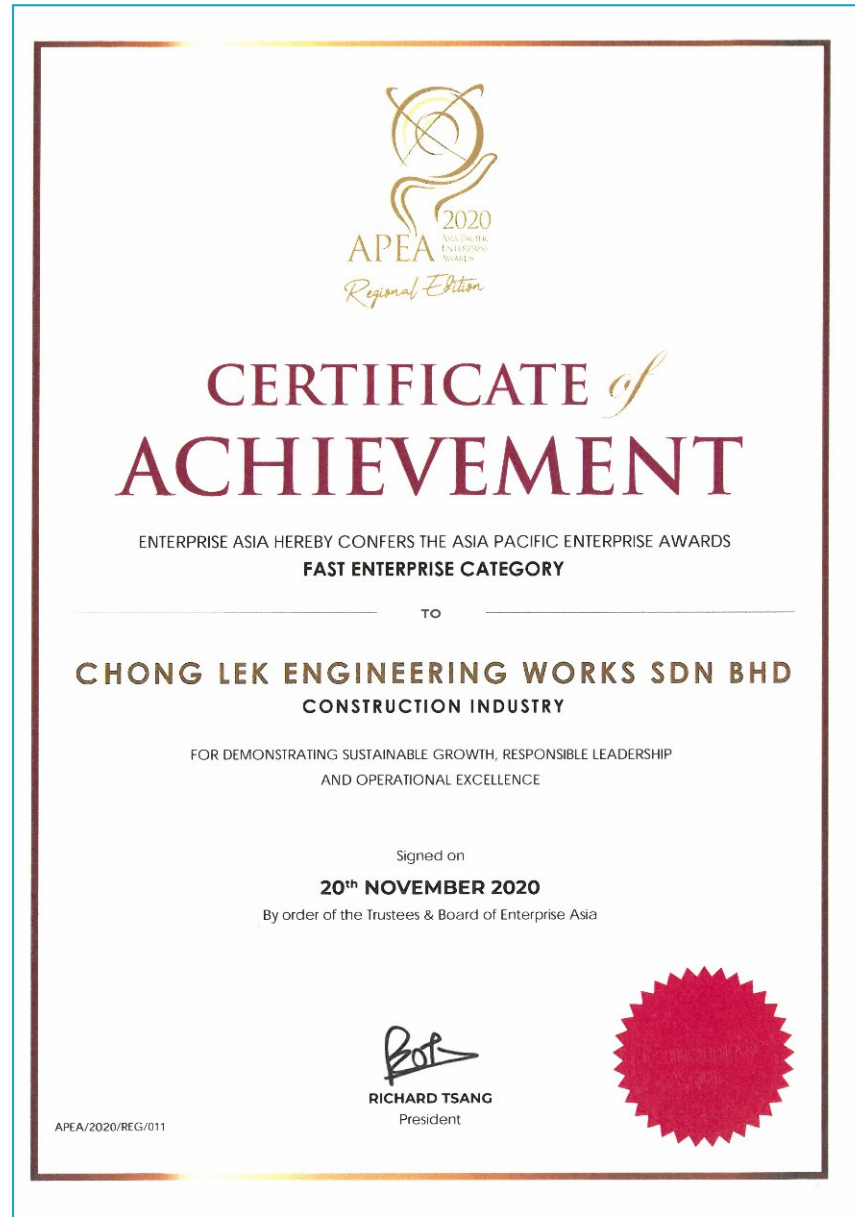 2020
APEA
ASIA PACIFIC
ENTERPRISE
AWARDS
Regional Edition
CERTIFICATE of
ACHIEVEMENT
ENTERPRISE ASIA HEREBY CONFERS THE ASIA PACIFIC ENTERPRISE AWARDS
FAST ENTERPRISE CATEGORY
TO
CHONG LEK ENGINEERING WORKS SDN BHD
CONSTRUCTION INDUSTRY
FOR DEMONSTRATING SUSTAINABLE GROWTH, RESPONSIBLE LEADERSHIP
AND OPERATIONAL EXCELLENCE
Signed on
20th NOVEMBER 2020
By order of the Trustees & Board of Enterprise Asia
RICHARD TSANG
President
APEA/2020/REG/011